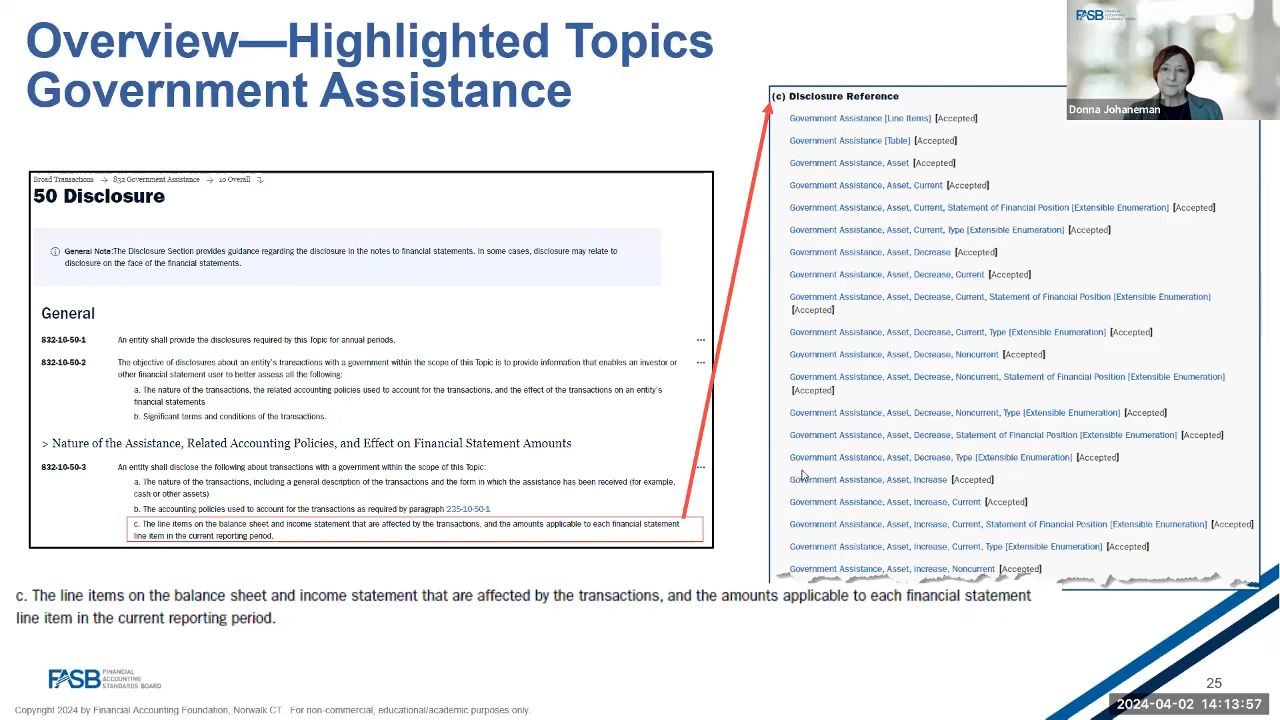 Overview—Highlighted Topics
Government Assistance
FASB FINANCIAL ACCOUNTING STANDARDS BOARD
Donna Johaneman
Broad Transactions → 832 Government Assistance → 10 Overall
50 Disclosure
General Note:The Disclosure Section provides guidance regarding the disclosure in the notes to financial statements. In some cases, disclosure may relate to
disclosure on the face of the financial statements.
General
832-10-50-1 An entity shall provide the disclosures required by this Topic for annual periods. ...
832-10-50-2 The objective of disclosures about an entity's transactions with a government within the scope of this Topic is to provide information that enables an investor or ...
other financial statement user to better assess all the following:
a. The nature of the transactions, the related accounting policies used to account for the transactions, and the effect of the transactions on an entity's
financial statements
b. Significant terms and conditions of the transactions.
> Nature of the Assistance, Related Accounting Policies, and Effect on Financial Statement Amounts
832-10-50-3 An entity shall disclose the following about transactions with a government within the scope of this Topic: ...
a. The nature of the transactions, including a general description of the transactions and the form in which the assistance has been received (for example,
cash or other assets)
b. The accounting policies used to account for the transactions as required by paragraph 235-10-50-1
c. The line items on the balance sheet and income statement that are affected by the transactions, and the amounts applicable to each financial statement
line item in the current reporting period.
(c) Disclosure Reference
Government Assistance [Line Items] [Accepted]
Government Assistance [Table] [Accepted]
Government Assistance, Asset [Accepted]
Government Assistance, Asset, Current [Accepted]
Government Assistance, Asset, Current, Statement of Financial Position [Extensible Enumeration] [Accepted]
Government Assistance, Asset, Current, Type [Extensible Enumeration] [Accepted]
Government Assistance, Asset, Decrease [Accepted]
Government Assistance, Asset, Decrease, Current [Accepted]
Government Assistance, Asset, Decrease, Current, Statement of Financial Position [Extensible Enumeration]
[Accepted]
Government Assistance, Asset, Decrease, Current, Type [Extensible Enumeration] [Accepted]
Government Assistance, Asset, Decrease, Noncurrent [Accepted]
Government Assistance, Asset, Decrease, Noncurrent, Statement of Financial Position [Extensible Enumeration]
[Accepted]
Government Assistance, Asset, Decrease, Noncurrent, Type [Extensible Enumeration] [Accepted]
Government Assistance, Asset, Decrease, Statement of Financial Position [Extensible Enumeration] [Accepted]
Government Assistance, Asset, Decrease, Type [Extensible Enumeration] [Accepted]
Government Assistance, Asset, Increase [Accepted]
Government Assistance, Asset, Increase, Current [Accepted]
Government Assistance, Asset, Increase, Current, Statement of Financial Position [Extensible Enumeration] [Accepted]
Government Assistance, Asset, Increase, Current, Type [Extensible Enumeration] [Accepted]
Government Assistance, Asset, Increase, Noncurrent [Accepted]
c. The line items on the balance sheet and income statement that are affected by the transactions, and the amounts applicable to each financial statement
line item in the current reporting period.
FASB FINANCIAL
ACCOUNTING
STANDARDS BOARD
25
2024-04-02 14:13:57
Copyright 2024 by Financial Accounting Foundation, Norwalk CT. For non-commercial, educational/academic purposes only.